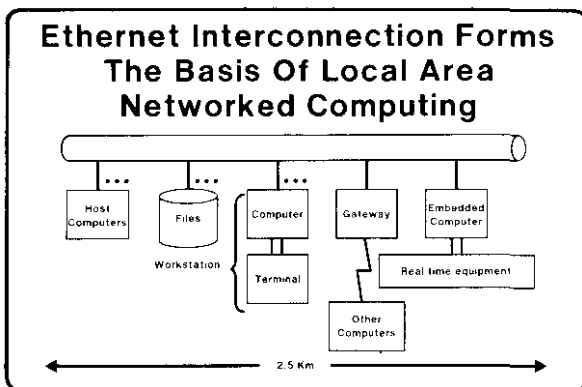 Ethernet Interconnection Forms
The Basis Of Local Area
Networked Computing
Host
Computers
Files
Computer
Gateway
Embedded
Computer
Workstation
Terminal
Real time equipment
Other
Computers
2.5 Km